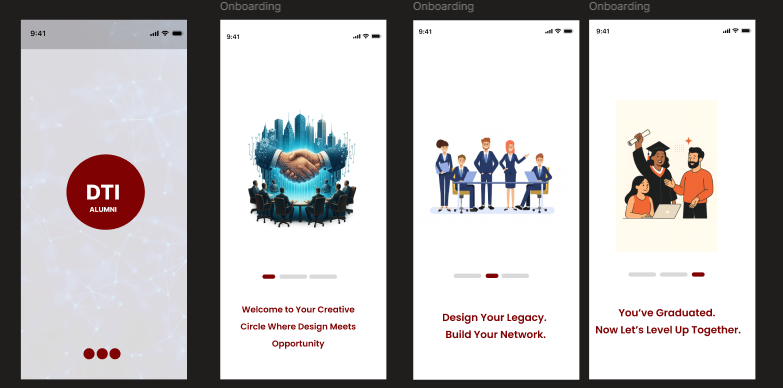 Onboarding
Onboarding
Onboarding
9:41
9:41
9:41
9:41
DTI
ALUMNI
Welcome to Your Creative
Circle Where Design Meets
Opportunity
Design Your Legacy.
Build Your Network.
You've Graduated.
Now Let's Level Up Together.